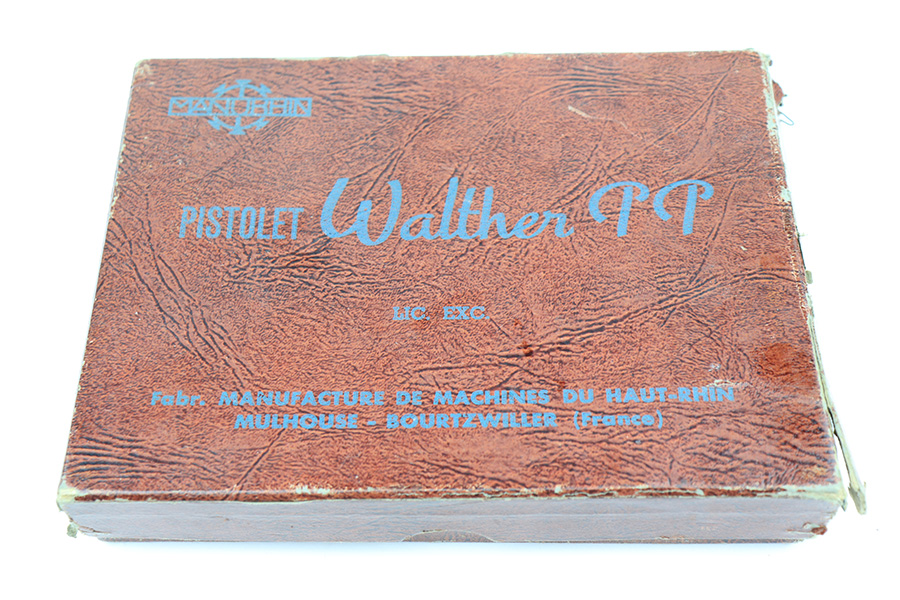 MANURHIN
PISTOLET Walther PP
LIC. EXC.
Fabr. MANUFACTURE DE MACHINES DU HAUT-RHIN
MULHOUSE - BOURTZWILLER (France)